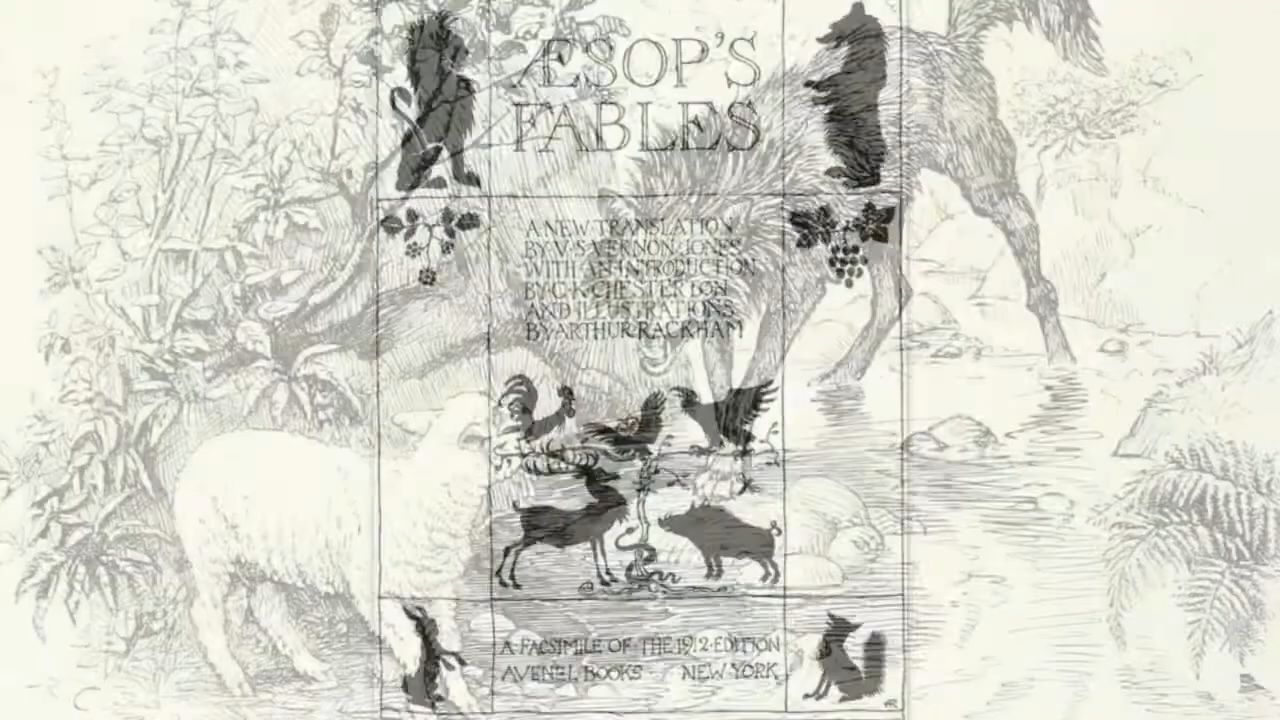 ÆSOP'S
FABLES
A NEW TRANSLATION
BY V·S·VERNON·JONES
WITH AN INTRODUCTION
BY G·K·CHESTERTON
AND ILLUSTRATIONS
BY ARTHUR RACKHAM
A·FACSIMILE OF·THE·1912·EDITION
AVENEL BOOKS · NEW YORK